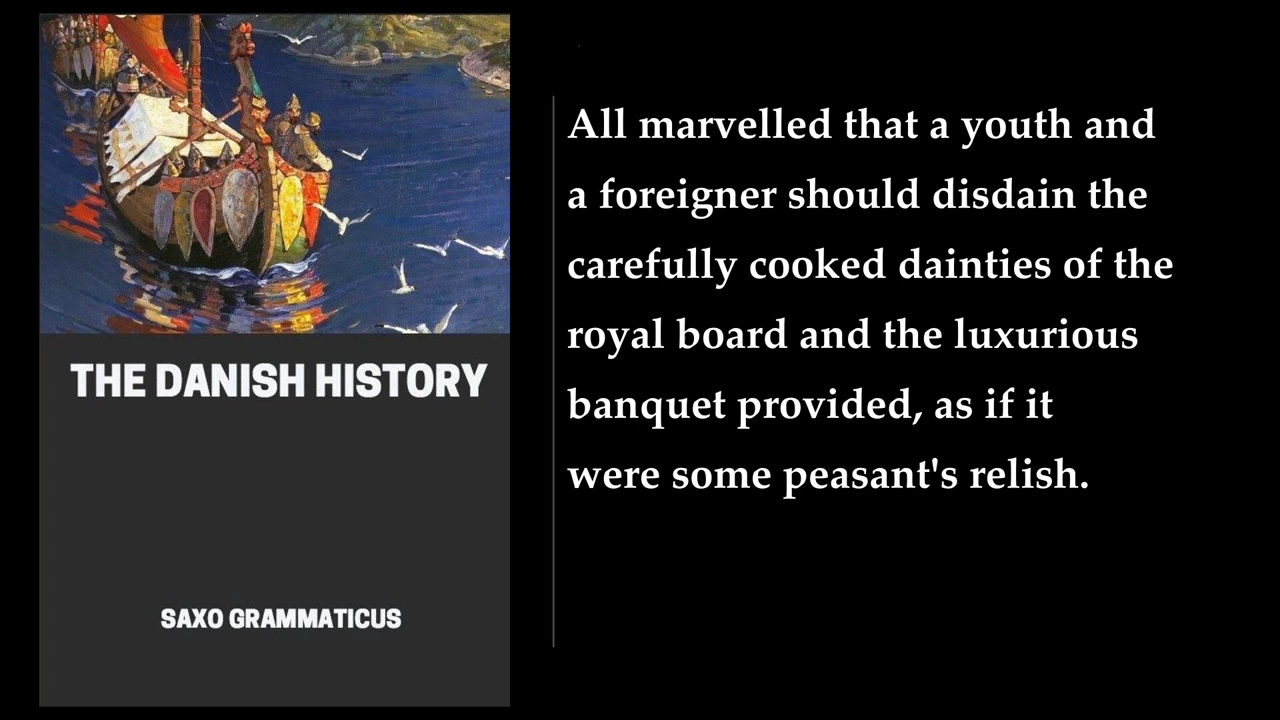 THE DANISH HISTORY
SAXO GRAMMATICUS
All marvelled that a youth and
a foreigner should disdain the
carefully cooked dainties of the
royal board and the luxurious
banquet provided, as if it
were some peasant's relish.